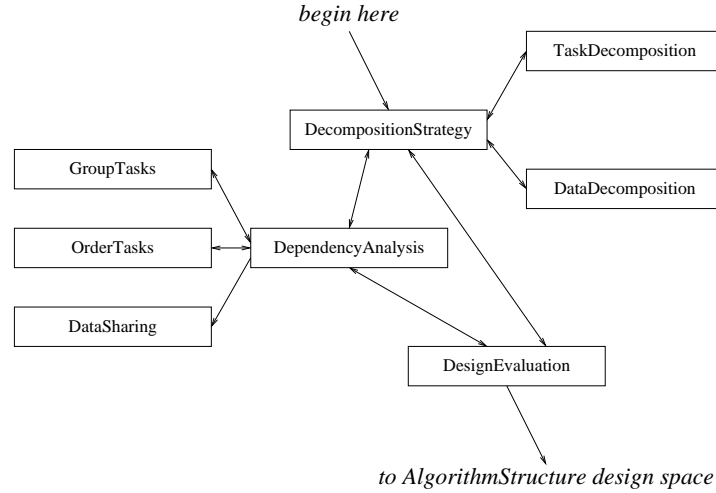 begin here
TaskDecomposition
DecompositionStrategy
GroupTasks
DataDecomposition
OrderTasks
DependencyAnalysis
DataSharing
DesignEvaluation
to AlgorithmStructure design space